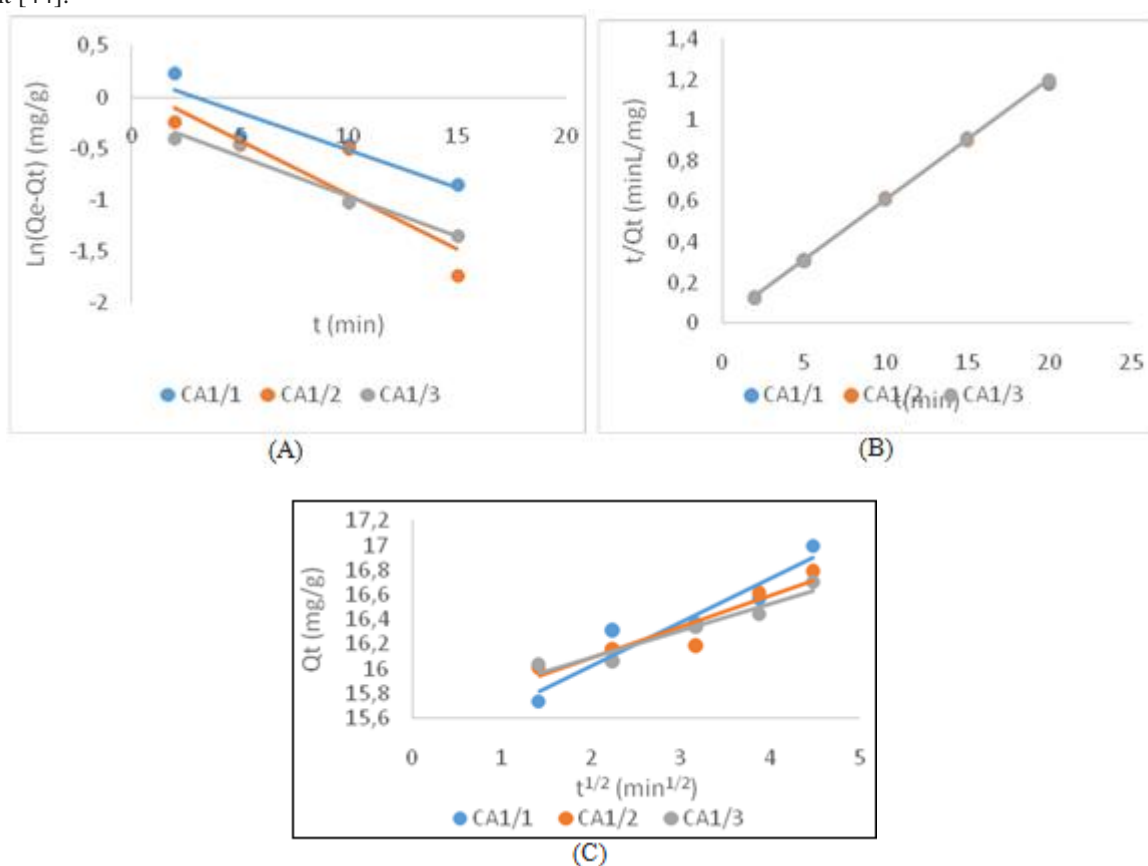 0,5
0
-0,5
-1
-1,5
-2
0 5 10 15 20
Ln(Qe-Qt) (mg/g)
t (min)
CA1/1 CA1/2 CA1/3
(A)
1,4
1,2
1
0,8
0,6
0,4
0,2
0
0 5 10 15 20 25
t/Qt (minL/mg)
t(min)
CA1/1 CA1/2 CA1/3
(B)
17,2
17
16,8
16,6
16,4
16,2
16
15,8
15,6
0 1 2 3 4 5
Qt (mg/g)
t1/2 (min1/2)
CA1/1 CA1/2 CA1/3
(C)